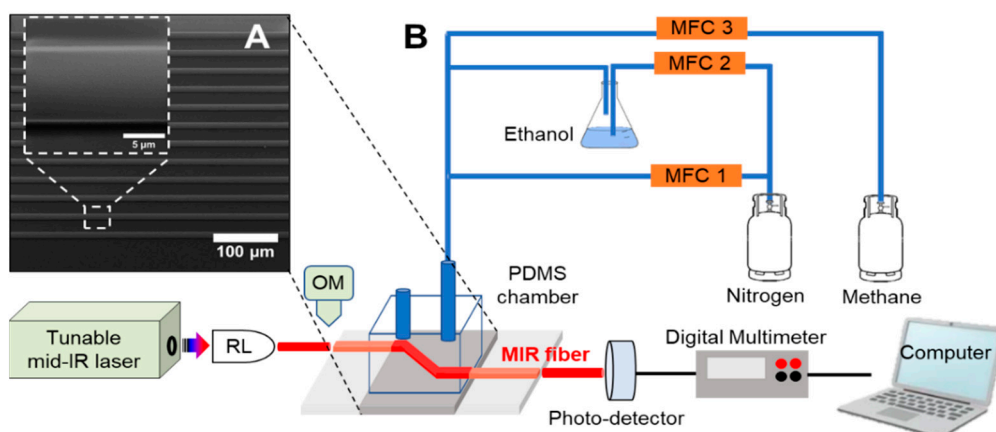 A
5 µm
100 µm
B
MFC 3
MFC 2
Ethanol
MFC 1
Nitrogen
Methane
OM
PDMS
chamber
Tunable
mid-IR laser
RL
MIR fiber
Photo-detector
Digital Multimeter
Computer